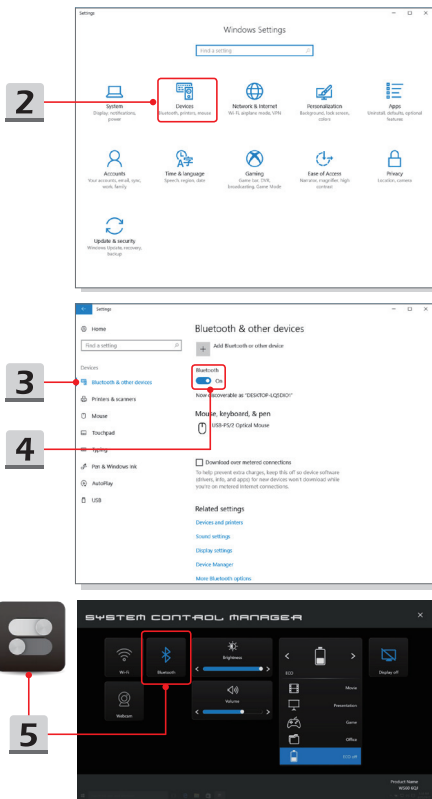 Settings
Windows Settings
Find a setting
2
System
Display, notifications,
power
Devices
Bluetooth, printers, mouse
Network & Internet
Wi-Fi, airplane mode, VPN
Personalization
Background, lock screen,
colors
Apps
Uninstall, defaults, optional
features
Accounts
Your accounts, email, sync,
work, family
Time & language
Speech, region, date
Gaming
Game bar, DVR,
broadcasting, Game Mode
Ease of Access
Narrator, magnifier, high
contrast
Privacy
Location, camera
Update & security
Windows Update, recovery,
backup
Settings
Home
Find a setting
Devices
3
Bluetooth & other devices
Printers & scanners
Mouse
4
Touchpad
Typing
Pen & Windows Ink
AutoPlay
USB
Bluetooth & other devices
Add Bluetooth or other device
Bluetooth
On
Now discoverable as
Mouse, keyboard, & pen
USB-PS/2 Optical Mouse
Download over metered connections
To help prevent extra charges, keep this off so device software
(drivers, info, and apps) for new devices won't download while
you're on metered Internet connections.
Related settings
Devices and printers
Sound settings
Display settings
Device Manager
More Bluetooth options
5
SYSTEM CONTROL MANAGER
Wi-Fi
Bluetooth
Brightness
Webcam
Volume
ECO
Movie
Presentation
Game
Office
ECO off
Display off
Product Name